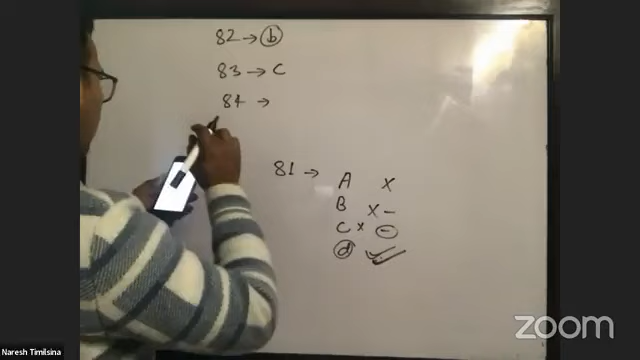 82 → b
83 → C
84 →
81 → A ×
B × –
C × –
d
Naresh Timilsina
zoom